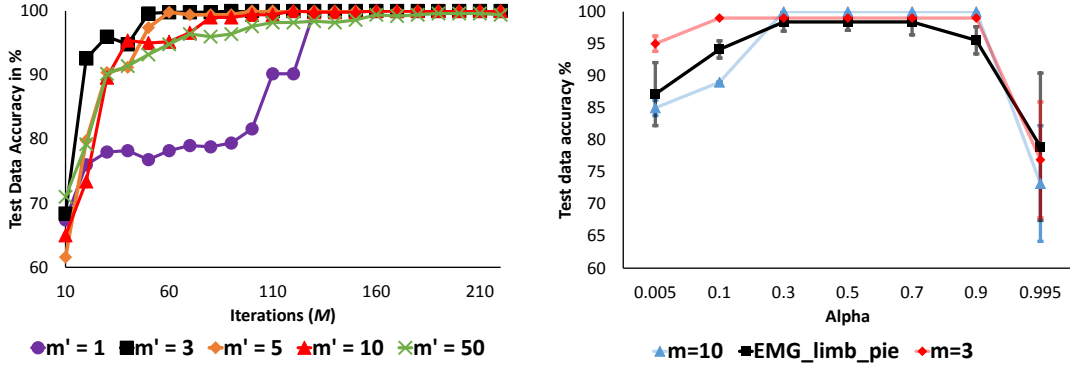 Test Data Accuracy in %
100
90
80
70
60
10 60 110 160 210
Iterations (M)
m' = 1 m' = 3 m' = 5 m' = 10 m' = 50
Test data accuracy %
100
95
90
85
80
75
70
65
60
0.005 0.1 0.3 0.5 0.7 0.9 0.995
Alpha
m=10 EMG_limb_pie m=3